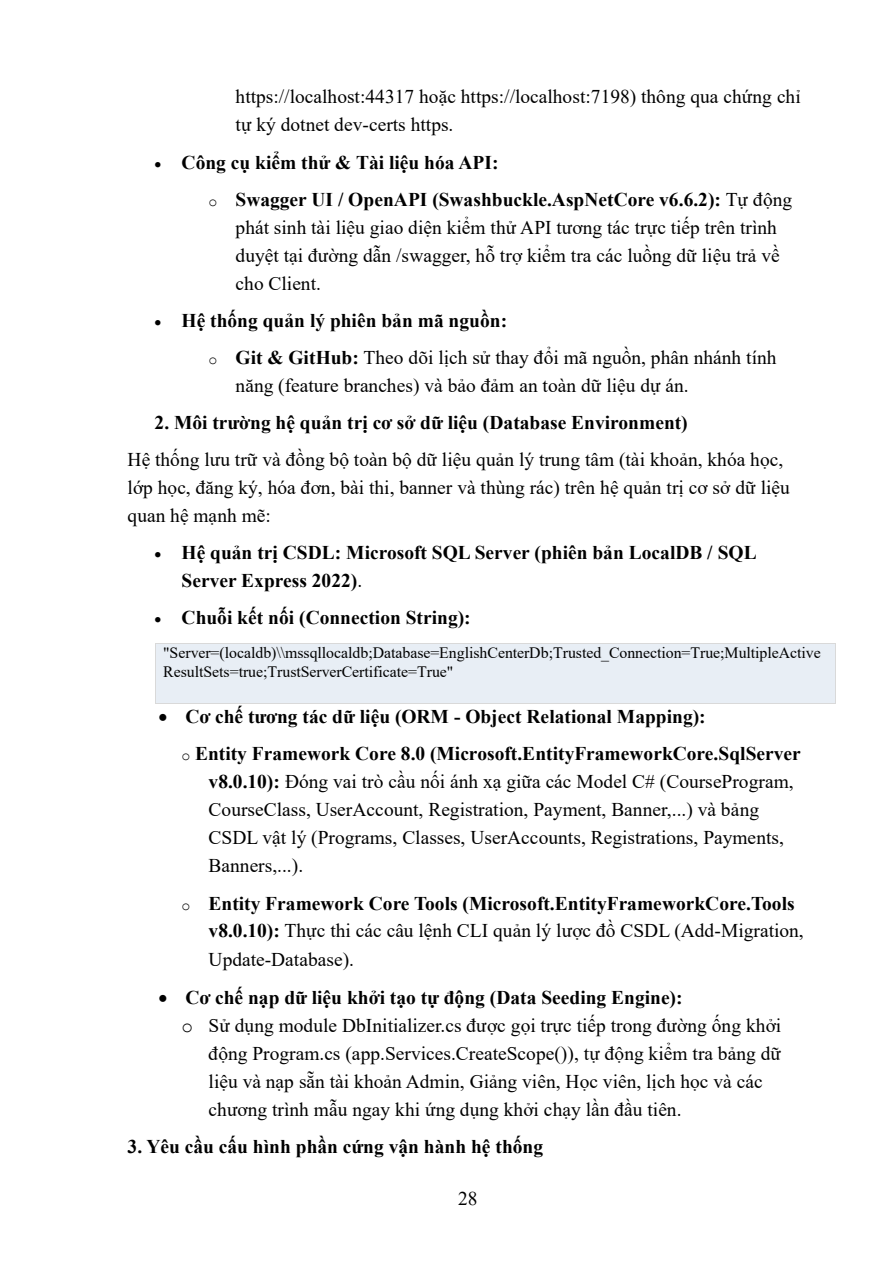 https://localhost:44317 hoặc https://localhost:7198) thông qua chứng chỉ
tự ký dotnet dev-certs https.
• Công cụ kiểm thử & Tài liệu hóa API:
o Swagger UI / OpenAPI (Swashbuckle.AspNetCore v6.6.2): Tự động
phát sinh tài liệu giao diện kiểm thử API tương tác trực tiếp trên trình
duyệt tại đường dẫn /swagger, hỗ trợ kiểm tra các luồng dữ liệu trả về
cho Client.
• Hệ thống quản lý phiên bản mã nguồn:
o Git & GitHub: Theo dõi lịch sử thay đổi mã nguồn, phân nhánh tính
năng (feature branches) và bảo đảm an toàn dữ liệu dự án.
2. Môi trường hệ quản trị cơ sở dữ liệu (Database Environment)
Hệ thống lưu trữ và đồng bộ toàn bộ dữ liệu quản lý trung tâm (tài khoản, khóa học,
lớp học, đăng ký, hóa đơn, bài thi, banner và thùng rác) trên hệ quản trị cơ sở dữ liệu
quan hệ mạnh mẽ:
• Hệ quản trị CSDL: Microsoft SQL Server (phiên bản LocalDB / SQL
Server Express 2022).
• Chuỗi kết nối (Connection String):
"Server=(localdb)\\mssqllocaldb;Database=EnglishCenterDb;Trusted_Connection=True;MultipleActive
ResultSets=true;TrustServerCertificate=True"
• Cơ chế tương tác dữ liệu (ORM - Object Relational Mapping):
o Entity Framework Core 8.0 (Microsoft.EntityFrameworkCore.SqlServer
v8.0.10): Đóng vai trò cầu nối ánh xạ giữa các Model C# (CourseProgram,
CourseClass, UserAccount, Registration, Payment, Banner,...) và bảng
CSDL vật lý (Programs, Classes, UserAccounts, Registrations, Payments,
Banners,...).
o Entity Framework Core Tools (Microsoft.EntityFrameworkCore.Tools
v8.0.10): Thực thi các câu lệnh CLI quản lý lược đồ CSDL (Add-Migration,
Update-Database).
• Cơ chế nạp dữ liệu khởi tạo tự động (Data Seeding Engine):
o Sử dụng module DbInitializer.cs được gọi trực tiếp trong đường ống khởi
động Program.cs (app.Services.CreateScope()), tự động kiểm tra bảng dữ
liệu và nạp sẵn tài khoản Admin, Giảng viên, Học viên, lịch học và các
chương trình mẫu ngay khi ứng dụng khởi chạy lần đầu tiên.
3. Yêu cầu cấu hình phần cứng vận hành hệ thống
28